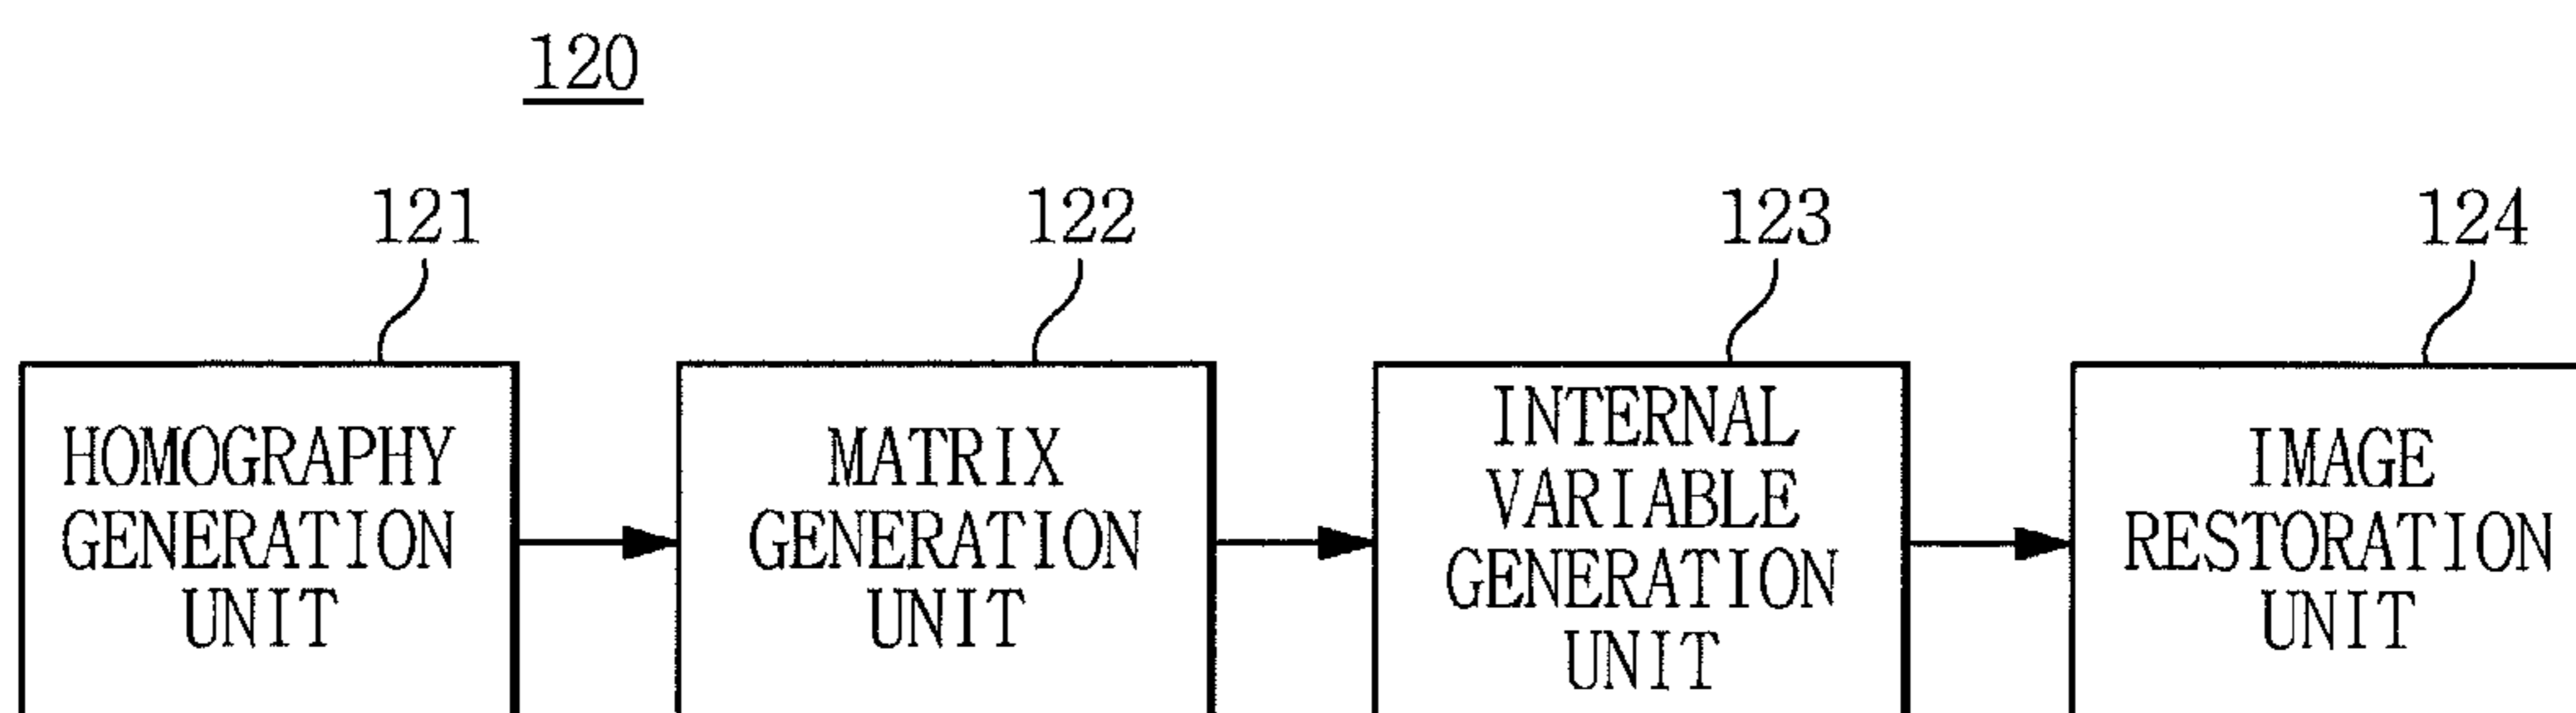 120
121
122
123
124
HOMOGRAPHY
GENERATION
UNIT
MATRIX
GENERATION
UNIT
INTERNAL
VARIABLE
GENERATION
UNIT
IMAGE
RESTORATION
UNIT